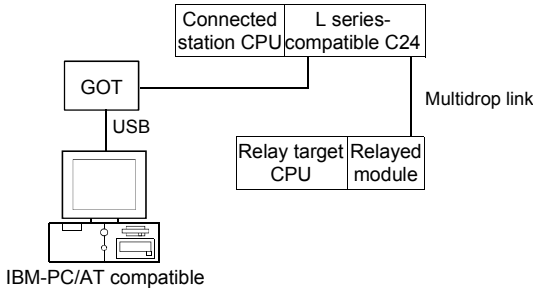 Connected
station CPU
L series-
compatible C24
GOT
Multidrop link
USB
Relay target
CPU
Relayed
module
IBM-PC/AT compatible